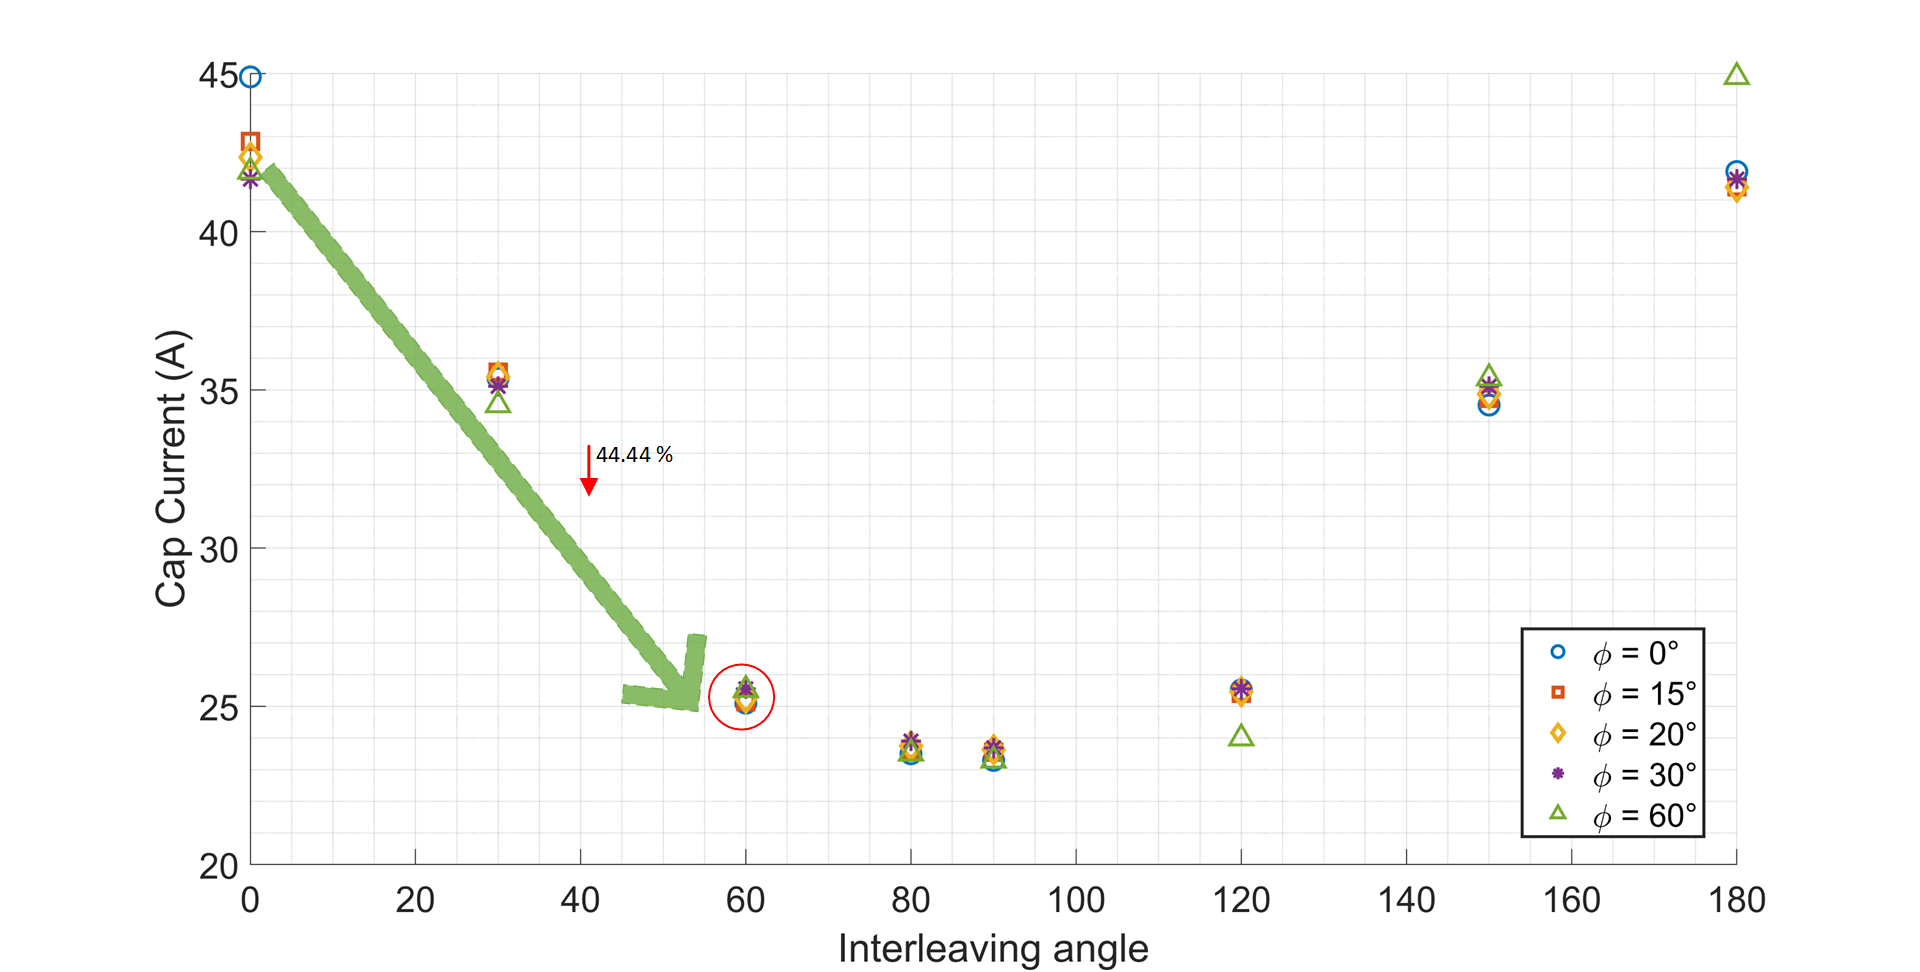 45
40
35
30
25
20
Cap Current (A)
44.44 %
ϕ = 0°
ϕ = 15°
ϕ = 20°
ϕ = 30°
ϕ = 60°
0 20 40 60 80 100 120 140 160 180
Interleaving angle